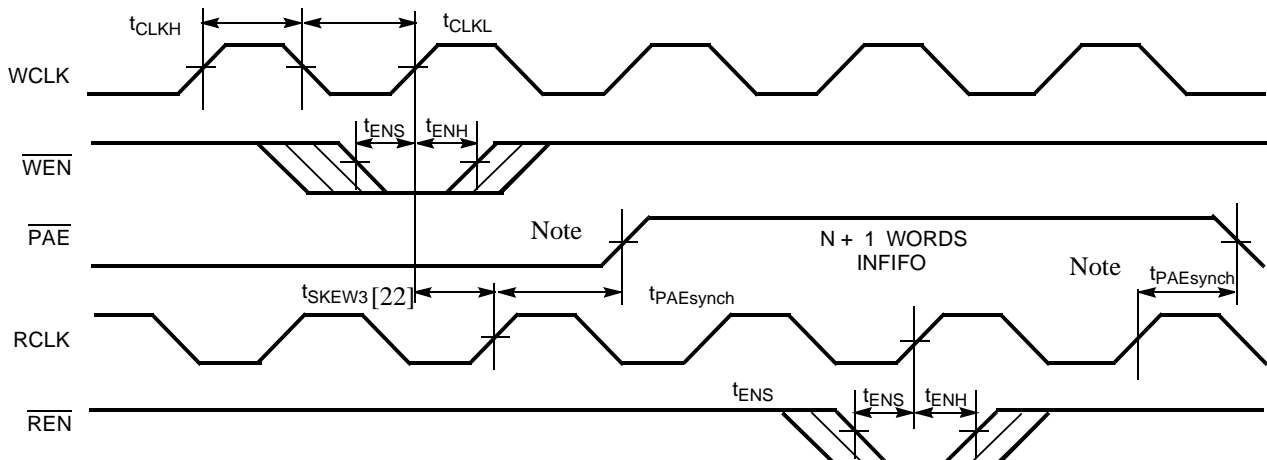 tCLKH tCLKL
WCLK
tENS tENH
WEN
PAE
Note
N + 1 WORDS
INFIFO
Note
tSKEW3 [22]
tPAEsynch
tPAEsynch
RCLK
tENS
tENS tENH
REN